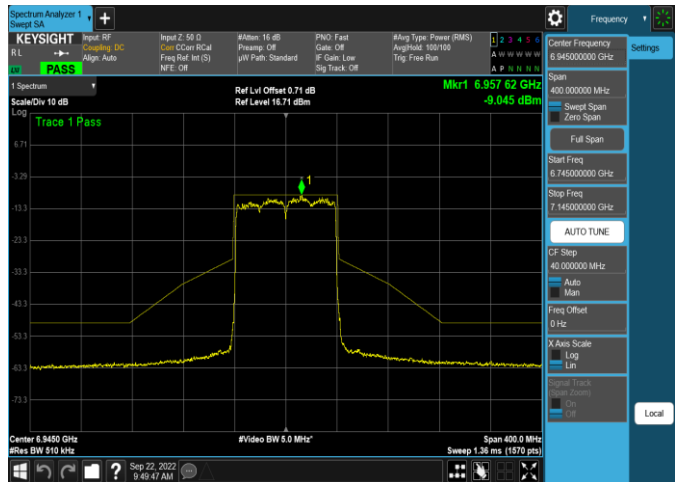 Spectrum Analyzer 1
Swept SA
+
Frequency
KEYSIGHT
RL
LV
PASS
Input: RF
Coupling: DC
Align: Auto
Input Z: 50 Ω
Corr CCorr RCal
Freq Ref: Int (S)
NFE: Off
#Atten: 16 dB
Preamp: Off
µW Path: Standard
PNO: Fast
Gate: Off
IF Gain: Low
Sig Track: Off
#Avg Type: Power (RMS)
Avg|Hold: 100/100
Trig: Free Run
1 2 3 4 5 6
A W W W W W
A P N N N N
1 Spectrum
Scale/Div 10 dB
Log
Ref Lvl Offset 0.71 dB
Ref Level 16.71 dBm
Mkr1 6.957 62 GHz
-9.045 dBm
Trace 1 Pass
1
6.71
-3.29
-13.3
-23.3
-33.3
-43.3
-53.3
-63.3
-73.3
Center 6.9450 GHz
#Res BW 510 kHz
#Video BW 5.0 MHz*
Span 400.0 MHz
Sweep 1.36 ms (1570 pts)
Center Frequency
6.945000000 GHz
Span
400.000000 MHz
Swept Span
Zero Span
Full Span
Start Freq
6.745000000 GHz
Stop Freq
7.145000000 GHz
AUTO TUNE
CF Step
40.000000 MHz
Auto
Man
Freq Offset
0 Hz
X Axis Scale
Log
Lin
Signal Track
(Span Zoom)
On
Off
Settings
Local
?
Sep 22, 2022
9:49:47 AM